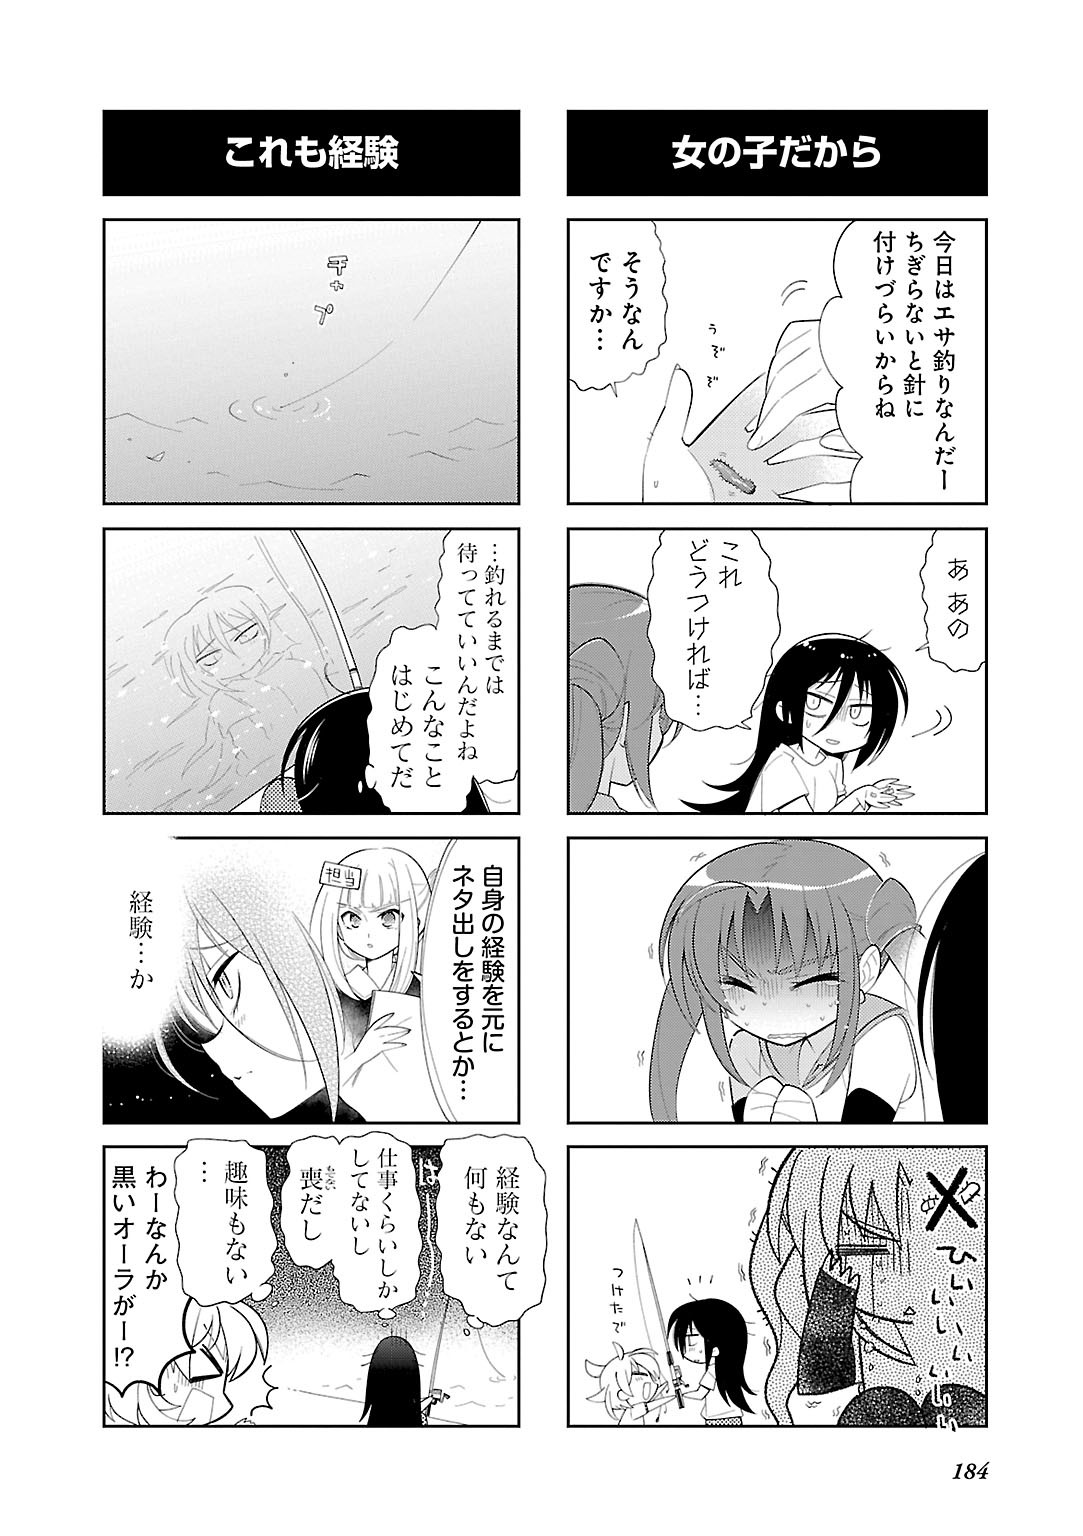 女の子だから
今日はエサ釣りなんだー
ちぎらないと針に
付けづらいからね
そうなん
ですか…
うぞぞぞ
あ あの
これ
どうつければ…
ひいいぃぃいいいぃぃ
つけたで
これも経験
チャプ
…釣れるまでは
待ってていいんだよね
こんなこと
はじめてだ
自身の経験を元に
ネタ出しをするとか…
担当
経験…か
経験なんて
何もない
は
仕事くらいしか
してないし
喪だし
趣味もない
…
わーなんか
黒いオーラがー!?
184